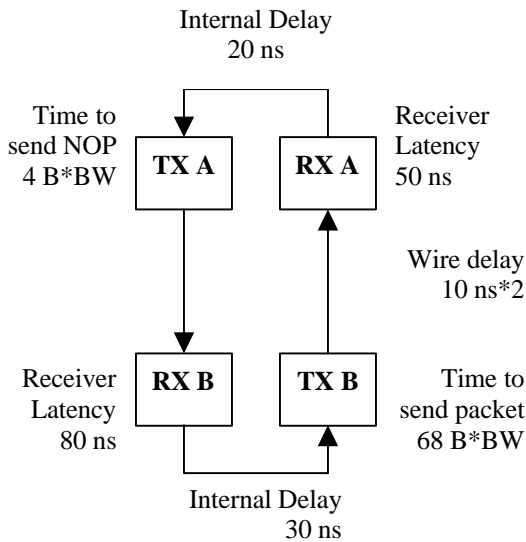 Internal Delay
20 ns
Time to
send NOP
4 B*BW
TX A
RX A
Receiver
Latency
50 ns
Wire delay
10 ns*2
Receiver
Latency
80 ns
RX B
TX B
Time to
send packet
68 B*BW
Internal Delay
30 ns